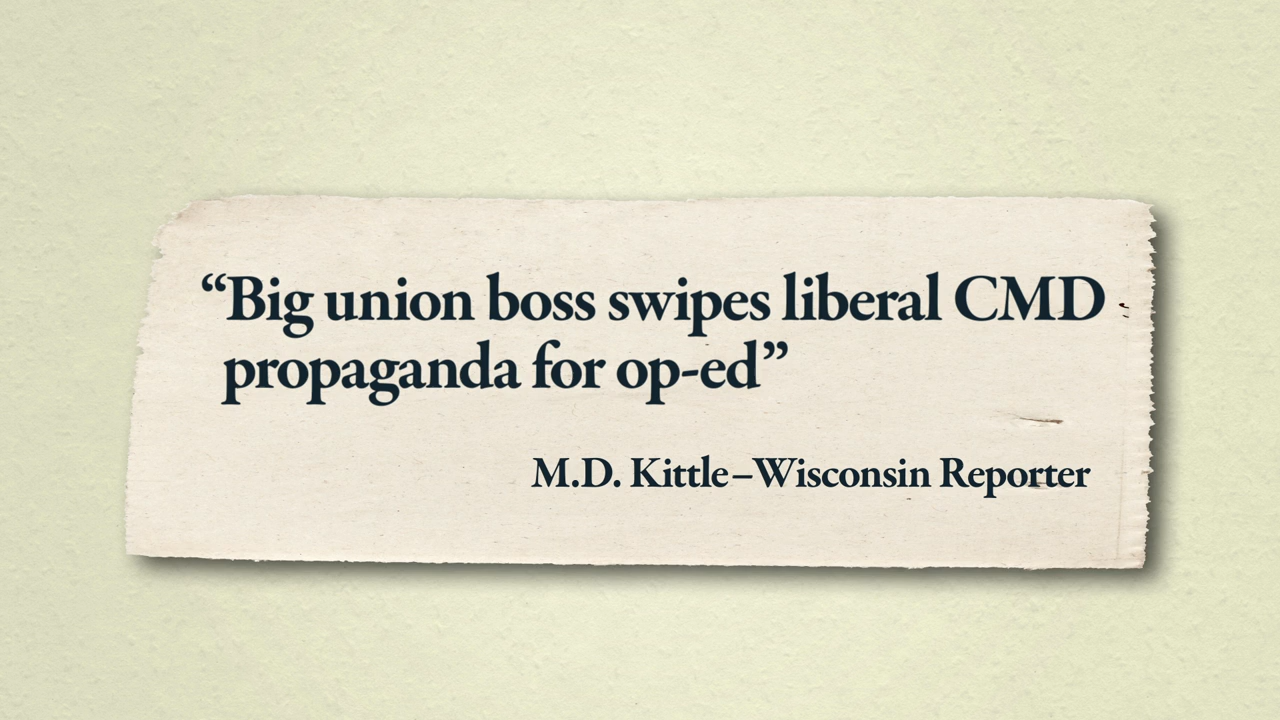 “Big union boss swipes liberal CMD
propaganda for op-ed”
M.D. Kittle–Wisconsin Reporter